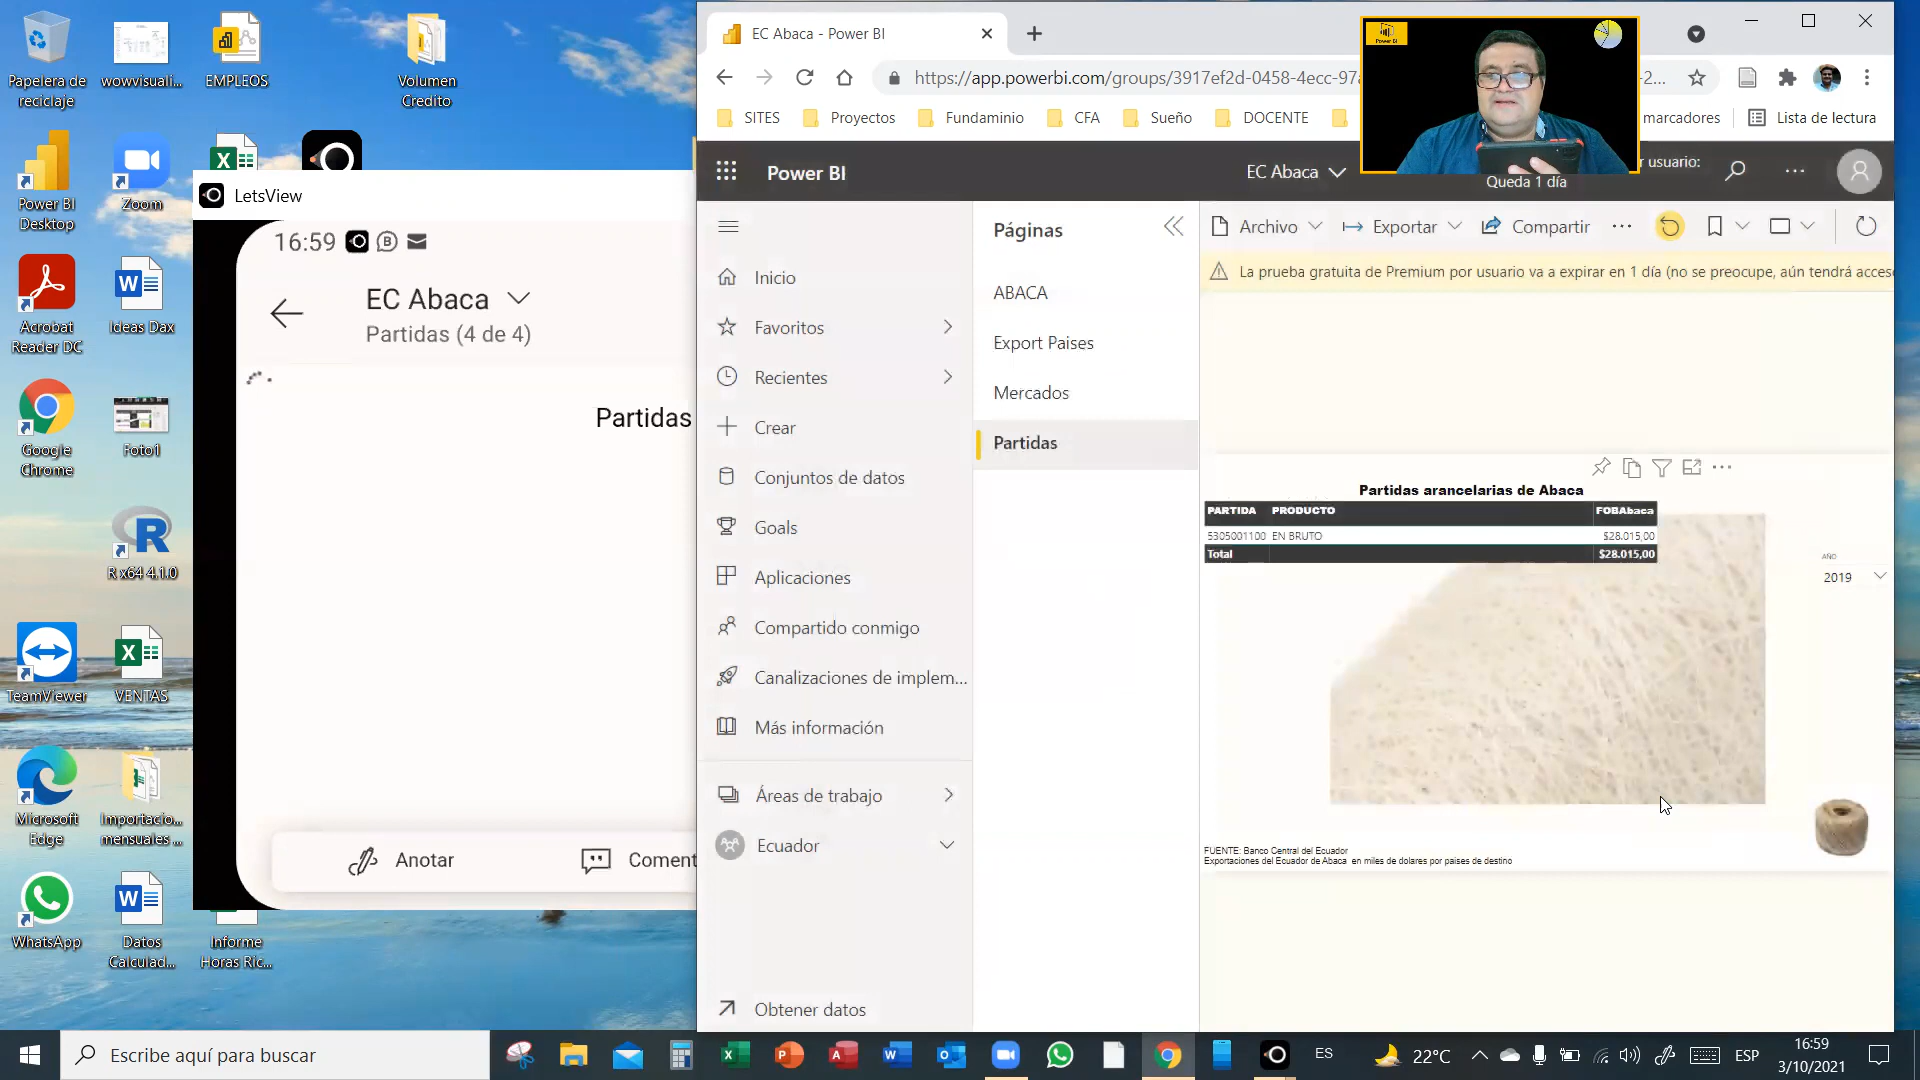 Papelera de
reciclaje
wowvisuali...
EMPLEOS
Volumen
Credito
Power BI
Desktop
Zoom
Acrobat
Reader DC
Ideas Dax
Google
Chrome
Foto1
R x64 4.1.0
TeamViewer
VENTAS
Microsoft
Edge
Importacio...
mensuales ...
WhatsApp
Datos
Calculad...
Informe
Horas Ric...
LetsView
16:59
EC Abaca
Partidas (4 de 4)
Partidas
Anotar
Coment
EC Abaca - Power BI
https://app.powerbi.com/groups/3917ef2d-0458-4ecc-97a
2...
SITES
Proyectos
Fundaminio
CFA
Sueño
DOCENTE
marcadores
Lista de lectura
Power BI
Power BI
EC Abaca
r usuario:
Queda 1 día
Inicio
Favoritos
Recientes
Crear
Conjuntos de datos
Goals
Aplicaciones
Compartido conmigo
Canalizaciones de implem...
Más información
Áreas de trabajo
Ecuador
Obtener datos
Páginas
ABACA
Export Paises
Mercados
Partidas
Archivo
Exportar
Compartir
La prueba gratuita de Premium por usuario va a expirar en 1 día (no se preocupe, aún tendrá acces
Partidas arancelarias de Abaca
PARTIDA PRODUCTO FOBAbaca
5305001100 EN BRUTO $28.015,00
Total $28.015,00
AÑO
2019
FUENTE: Banco Central del Ecuador
Exportaciones del Ecuador de Abaca en miles de dolares por paises de destino
Escribe aquí para buscar
ES
22°C
ESP
16:59
3/10/2021